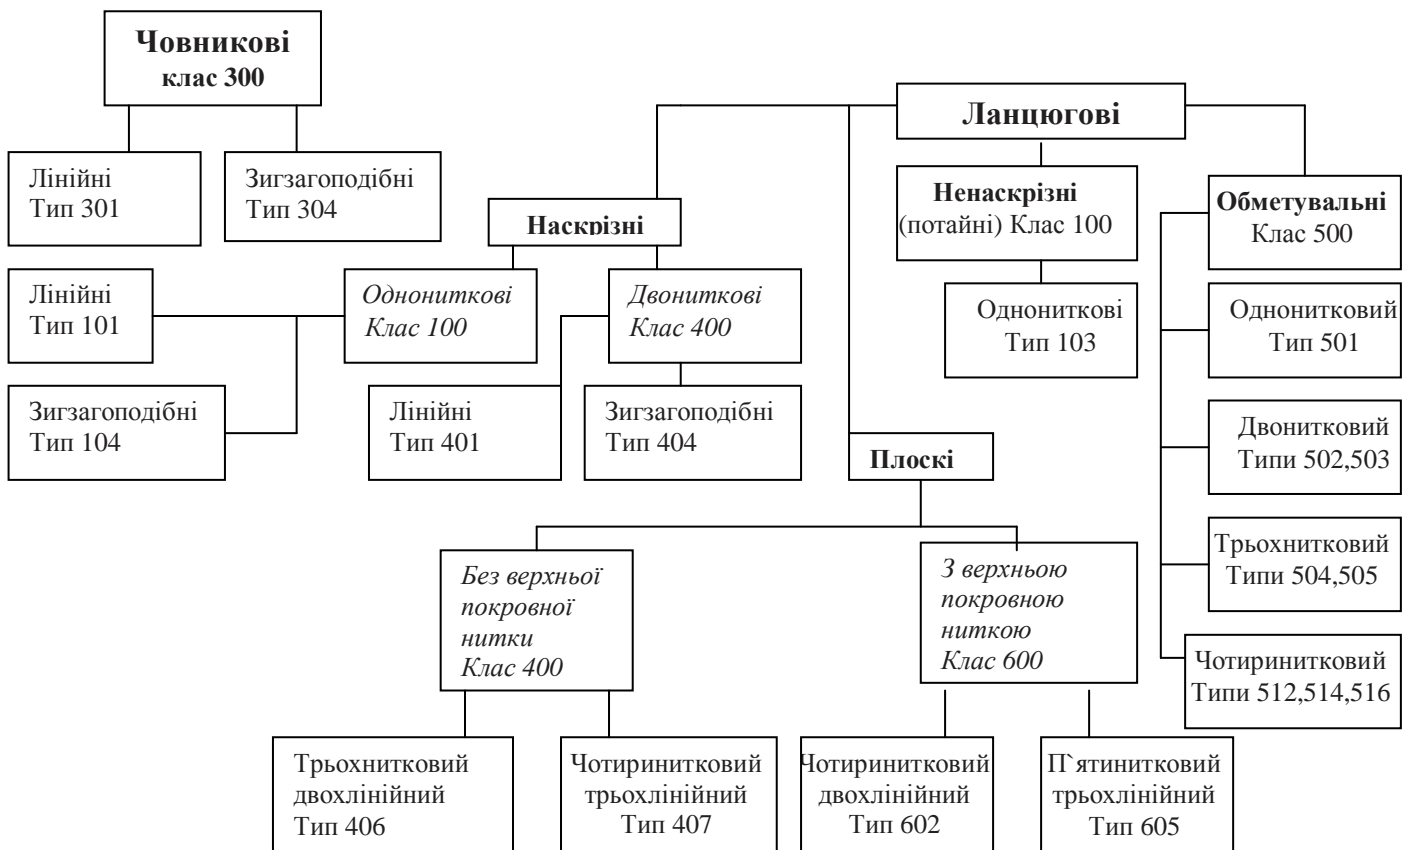 Човникові
клас 300
Ланцюгові
Лінійні
Тип 301
Зигзагоподібні
Тип 304
Наскрізні
Ненаскрізні
(потайні) Клас 100
Обметувальні
Клас 500
Лінійні
Тип 101
Однониткові
Клас 100
Двониткові
Клас 400
Однониткові
Тип 103
Однонитковий
Тип 501
Зигзагоподібні
Тип 104
Лінійні
Тип 401
Зигзагоподібні
Тип 404
Двонитковий
Типи 502,503
Плоскі
Трьохнитковий
Типи 504,505
Без верхньої
покровної
нитки
Клас 400
З верхньою
покровною
ниткою
Клас 600
Чотиринитковий
Типи 512,514,516
Трьохнитковий
двохлінійний
Тип 406
Чотиринитковий
трьохлінійний
Тип 407
Чотиринитковий
двохлінійний
Тип 602
П`ятинитковий
трьохлінійний
Тип 605